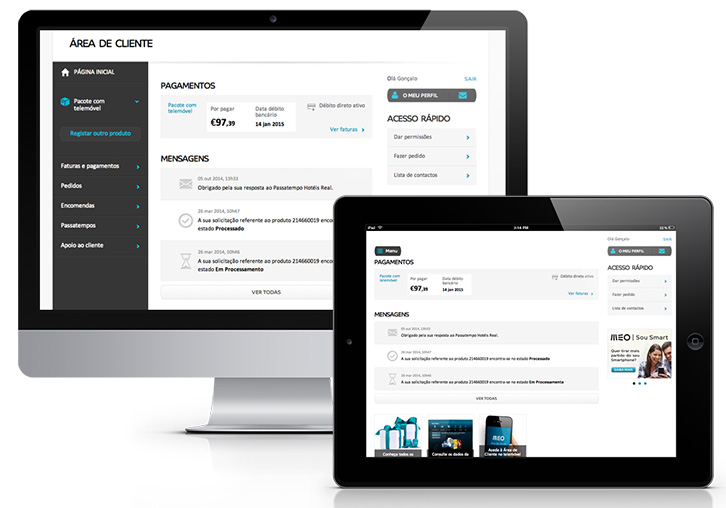 ÁREA DE CLIENTE
PÁGINA INICIAL
Pacote com
telemóvel
Registar outro produto
Faturas e pagamentos
Pedidos
Encomendas
Passatempos
Apoio ao cliente
PAGAMENTOS
Pacote com
telemóvel
Por pagar
€97,39
Data débito
bancário
14 jan 2015
Débito direto ativo
Ver faturas
MENSAGENS
05 out 2014, 13h33
Obrigado pela sua resposta ao Passatempo Hotéis Real.
26 mar 2014, 10h47
A sua solicitação referente ao produto 214660019 enco
estado Processado
26 mar 2014, 10h46
A sua solicitação referente ao produto 214660019 enco
estado Em Processamento
VER TODAS
Olá Gonçalo
SAIR
O MEU PERFIL
ACESSO RÁPIDO
Dar permissões
Fazer pedido
Lista de contactos
iPad
3:14 PM
Menu
PAGAMENTOS
Pacote com
telemóvel
Por pagar
€97,39
Data débito
bancário
14 jan 2015
Débito direto ativo
Ver faturas
MENSAGENS
05 out 2014, 13h33
Obrigado pela sua resposta ao Passatempo Hotéis Real.
26 mar 2014, 10h47
A sua solicitação referente ao produto 214660019 encontra-se no estado Processado
26 mar 2014, 10h46
A sua solicitação referente ao produto 214660019 encontra-se no estado Em Processamento
VER TODAS
Conheça todos os
Consulte os dados da
meo
Aceda à Área de
Cliente no telemóvel
Olá Gonçalo
SAIR
O MEU PERFIL
ACESSO RÁPIDO
Dar permissões
Fazer pedido
Lista de contactos
meo | Sou Smart
Quer tirar mais
partido do seu
Smartphone?
SAIBA MAIS